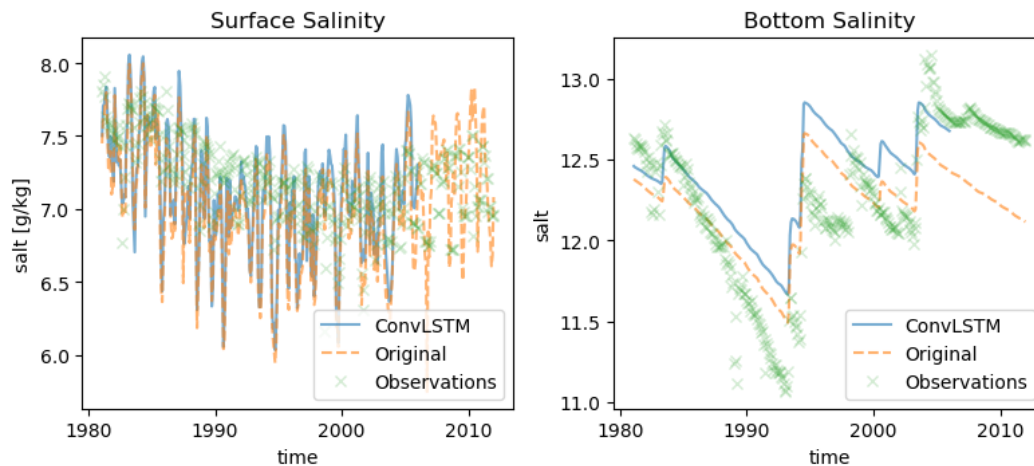 Surface Salinity
salt [g/kg]
8.0
7.5
7.0
6.5
6.0
1980
1990
2000
2010
time
ConvLSTM
Original
Observations
Bottom Salinity
salt
13.0
12.5
12.0
11.5
11.0
1980
1990
2000
2010
time
ConvLSTM
Original
Observations